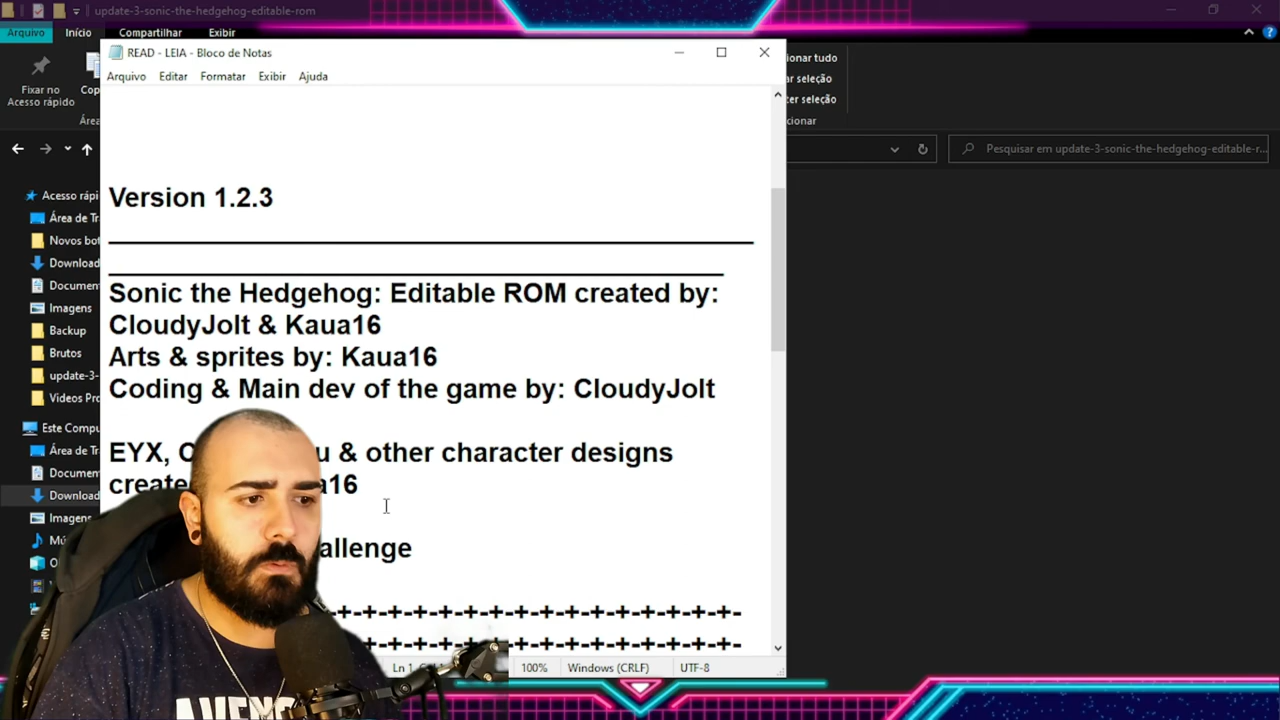 update-3-sonic-the-hedgehog-editable-rom
Arquivo
Início
Compartilhar
Exibir
READ - LEIA - Bloco de Notas
Arquivo
Editar
Formatar
Exibir
Ajuda
Fixar no
Acesso rápido
Pesquisar em update-3-sonic-the-hedgehog-editable-r...
Acesso rápi
Área de Tr
Novos bot
Download
Documen
Imagens
Backup
Brutos
update-3-
Videos Pro
Este Compu
Área de Tr
Documen
Download
Imagens
Version 1.2.3
Sonic the Hedgehog: Editable ROM created by:
CloudyJolt & Kaua16
Arts & sprites by: Kaua16
Coding & Main dev of the game by: CloudyJolt
EYX, & other character designs
-+-+-+-+-+-+-+-+-+-+-+-+-+-+-+-+-
-+-+-+-+-+-+-+-+-+-+-+-+-+-+-+-+-
100%
Windows (CRLF)
UTF-8